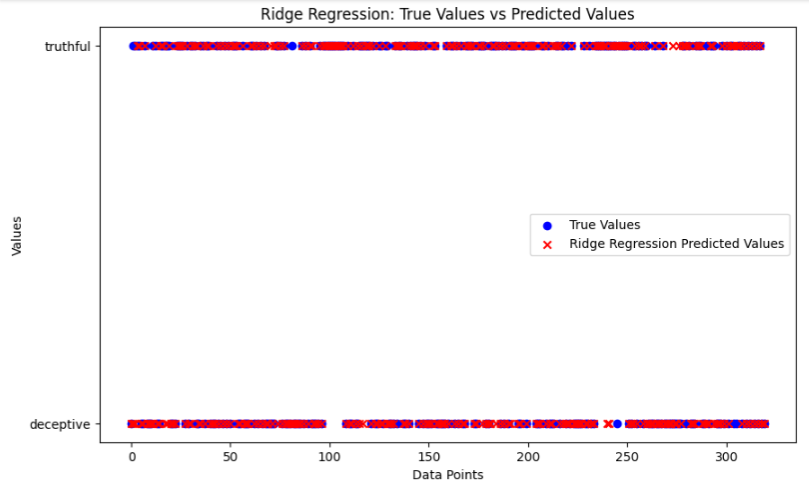 Ridge Regression: True Values vs Predicted Values
truthful
Values
True Values
Ridge Regression Predicted Values
deceptive
0 50 100 150 200 250 300
Data Points